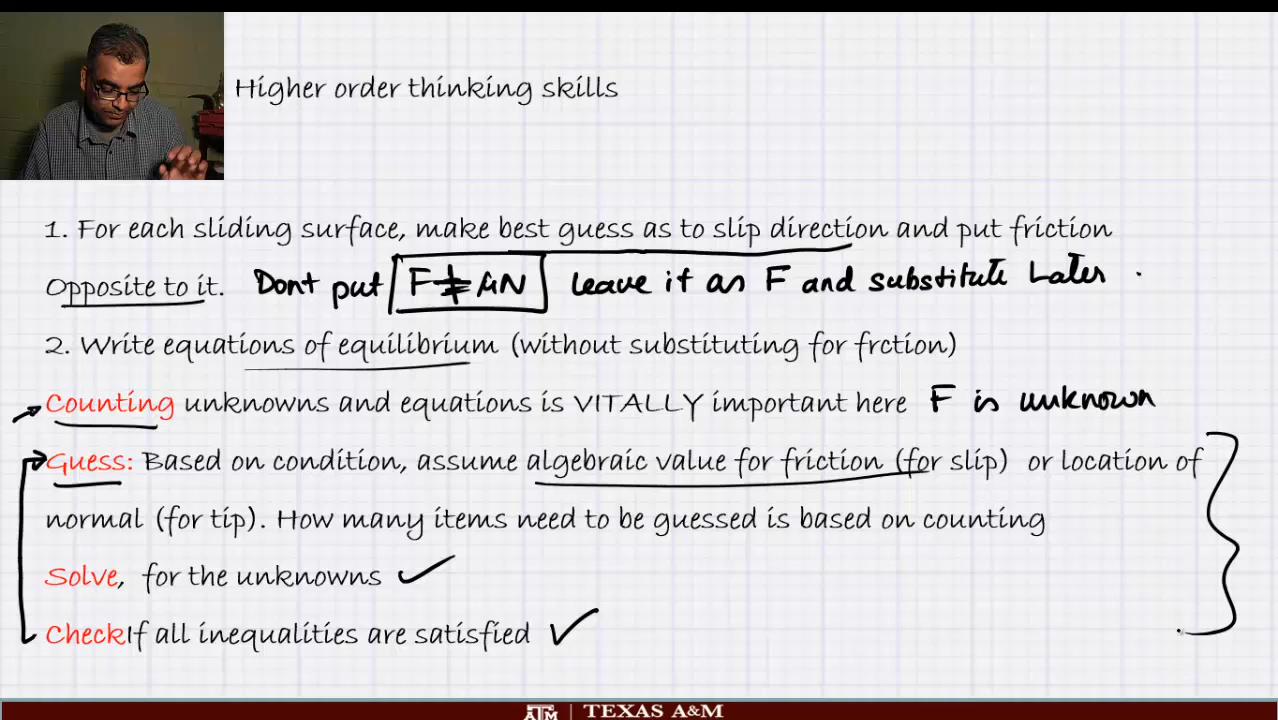 Higher order thinking skills
1. For each sliding surface, make best guess as to slip direction and put friction
Opposite to it. Dont put F ≠ μN leave it as F and substitute Later.
2. Write equations of equilibrium (without substituting for frction)
Counting unknowns and equations is VITALLY important here F is unknown
Guess: Based on condition, assume algebraic value for friction (for slip) or location of
normal (for tip). How many items need to be guessed is based on counting
Solve, for the unknowns
CheckIf all inequalities are satisfied
ATM | TEXAS A&M